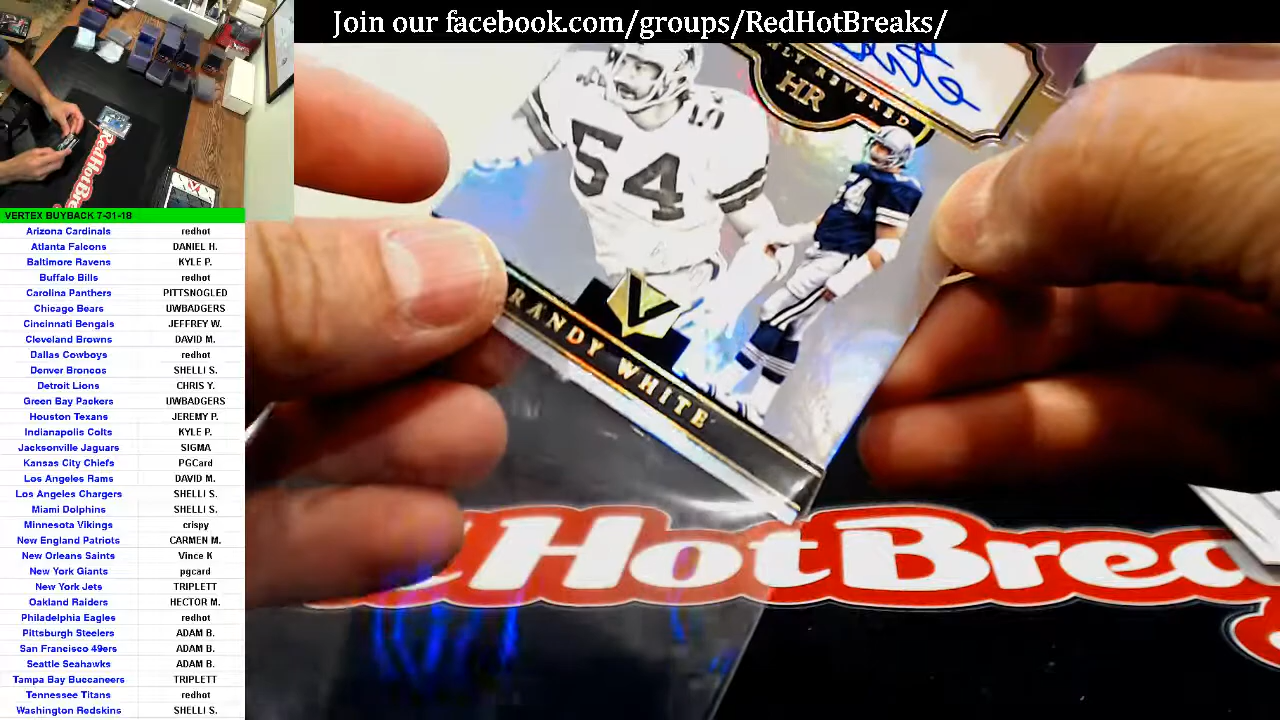 Join our facebook.com/groups/RedHotBreaks/
HIGHLY REVERED
HR
54
54
RANDY WHITE
RedHotBreaks
RedHotBrea
VERTEX BUYBACK 7-31-18
Arizona Cardinals redhot
Atlanta Falcons DANIEL H.
Baltimore Ravens KYLE P.
Buffalo Bills redhot
Carolina Panthers PITTSNOGLED
Chicago Bears UWBADGERS
Cincinnati Bengals JEFFREY W.
Cleveland Browns DAVID M.
Dallas Cowboys redhot
Denver Broncos SHELLI S.
Detroit Lions CHRIS Y.
Green Bay Packers UWBADGERS
Houston Texans JEREMY P.
Indianapolis Colts KYLE P.
Jacksonville Jaguars SIGMA
Kansas City Chiefs PGCard
Los Angeles Rams DAVID M.
Los Angeles Chargers SHELLI S.
Miami Dolphins SHELLI S.
Minnesota Vikings crispy
New England Patriots CARMEN M.
New Orleans Saints Vince K
New York Giants pgcard
New York Jets TRIPLETT
Oakland Raiders HECTOR M.
Philadelphia Eagles redhot
Pittsburgh Steelers ADAM B.
San Francisco 49ers ADAM B.
Seattle Seahawks ADAM B.
Tampa Bay Buccaneers TRIPLETT
Tennessee Titans redhot
Washington Redskins SHELLI S.